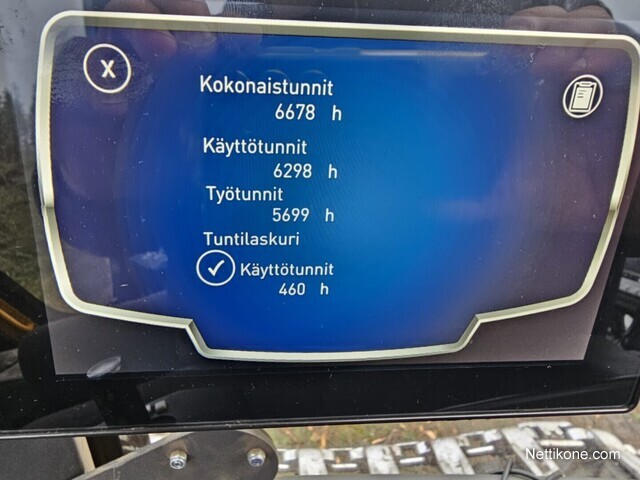 X
Kokonaistunnit
6678 h
Käyttötunnit
6298 h
Työtunnit
5699 h
Tuntilaskuri
Käyttötunnit
460 h
Nettikone.com